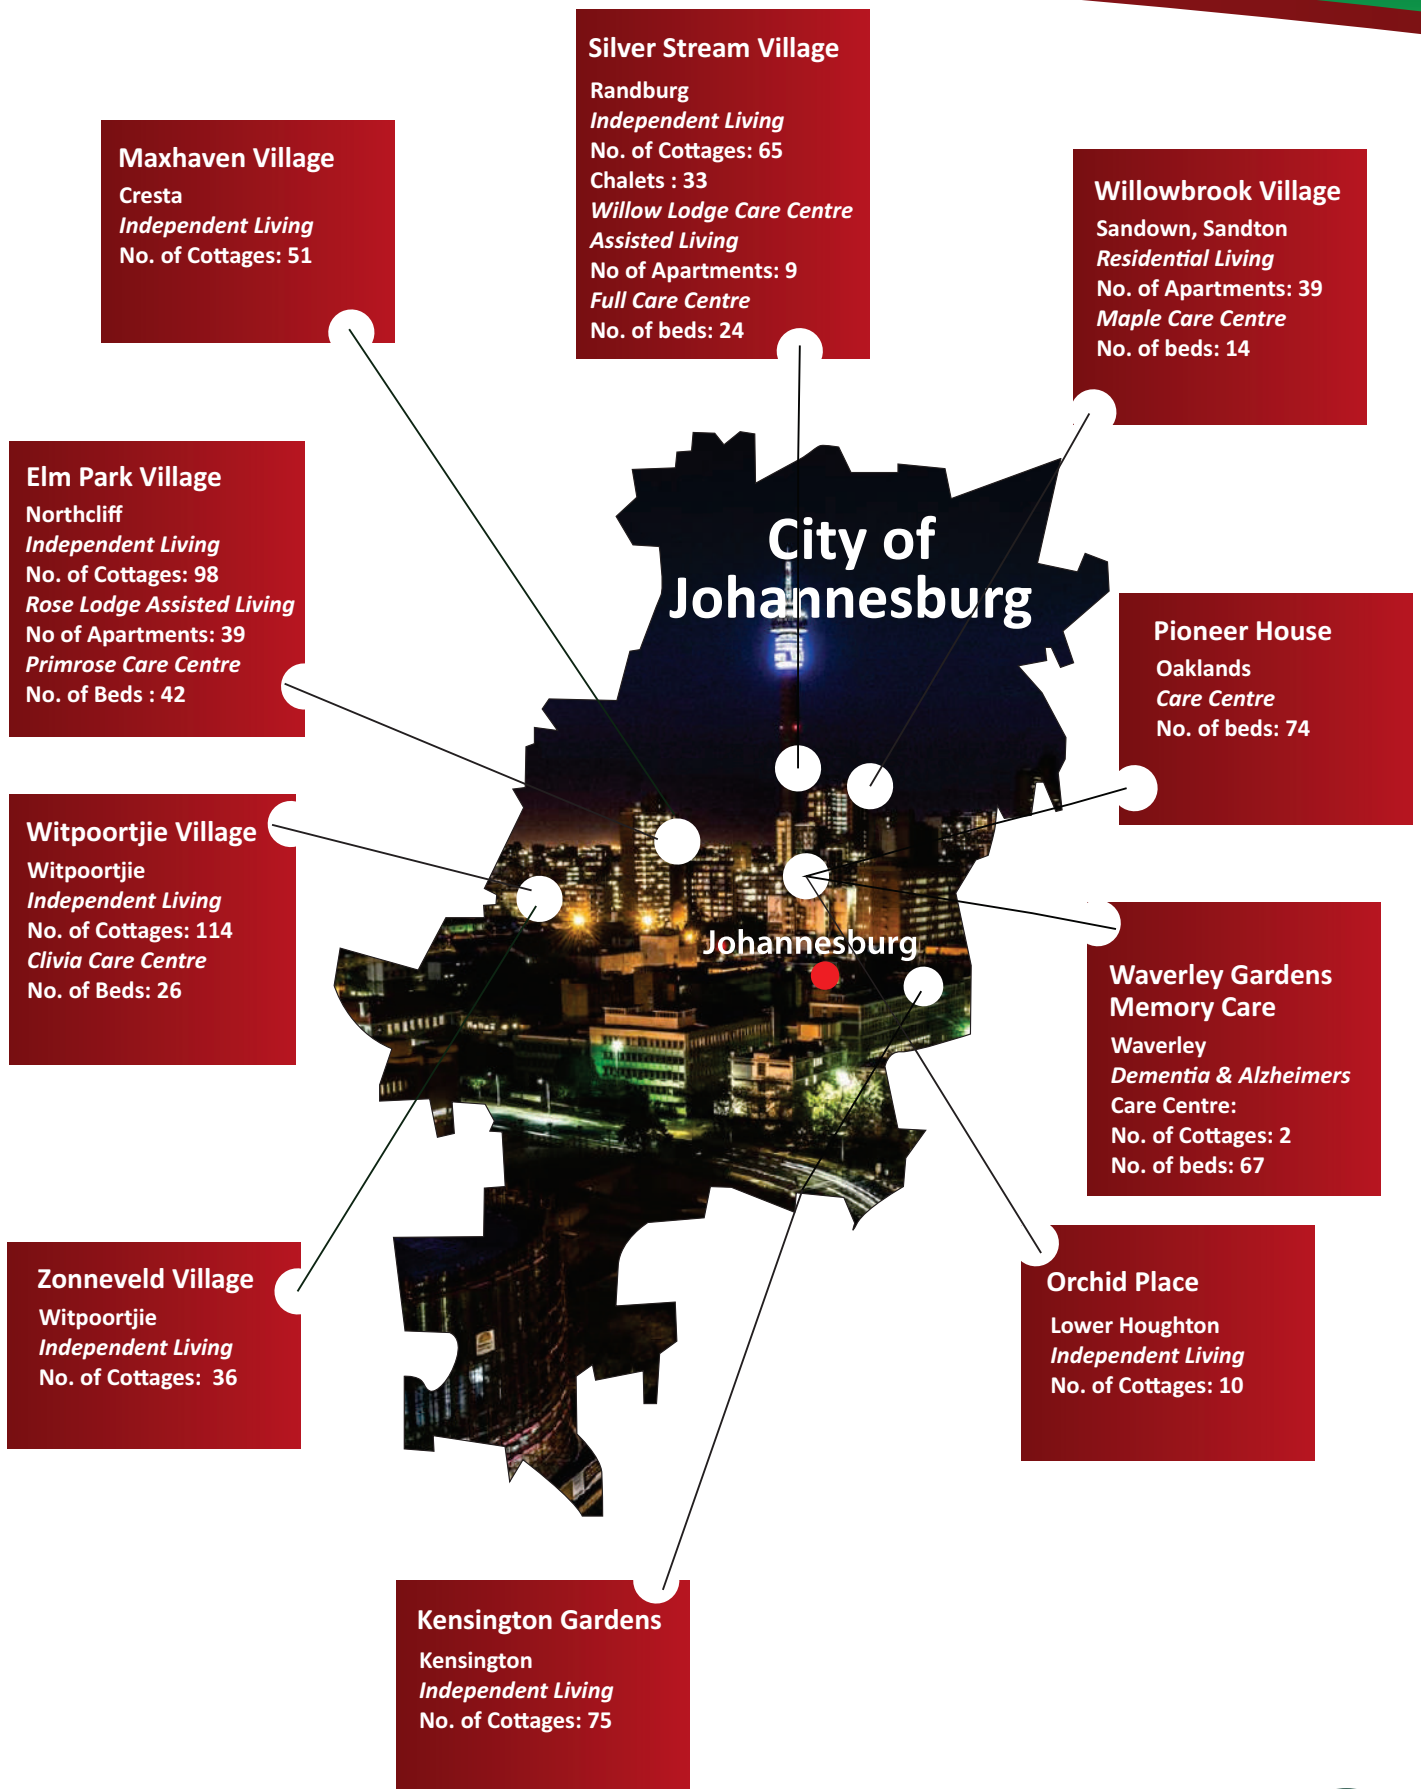 Silver Stream Village
Randburg
Independent Living
No. of Cottages: 65
Chalets : 33
Willow Lodge Care Centre
Assisted Living
No of Apartments: 9
Full Care Centre
No. of beds: 24
Maxhaven Village
Cresta
Independent Living
No. of Cottages: 51
Willowbrook Village
Sandown, Sandton
Residential Living
No. of Apartments: 39
Maple Care Centre
No. of beds: 14
Elm Park Village
Northcliff
Independent Living
No. of Cottages: 98
Rose Lodge Assisted Living
No of Apartments: 39
Primrose Care Centre
No. of Beds : 42
City of
Johannesburg
Pioneer House
Oaklands
Care Centre
No. of beds: 74
Witpoortjie Village
Witpoortjie
Independent Living
No. of Cottages: 114
Clivia Care Centre
No. of Beds: 26
Johannesburg
Waverley Gardens
Memory Care
Waverley
Dementia & Alzheimers
Care Centre:
No. of Cottages: 2
No. of beds: 67
Zonneveld Village
Witpoortjie
Independent Living
No. of Cottages:  36
Orchid Place
Lower Houghton
Independent Living
No. of Cottages: 10
Kensington Gardens
Kensington
Independent Living
No. of Cottages: 75